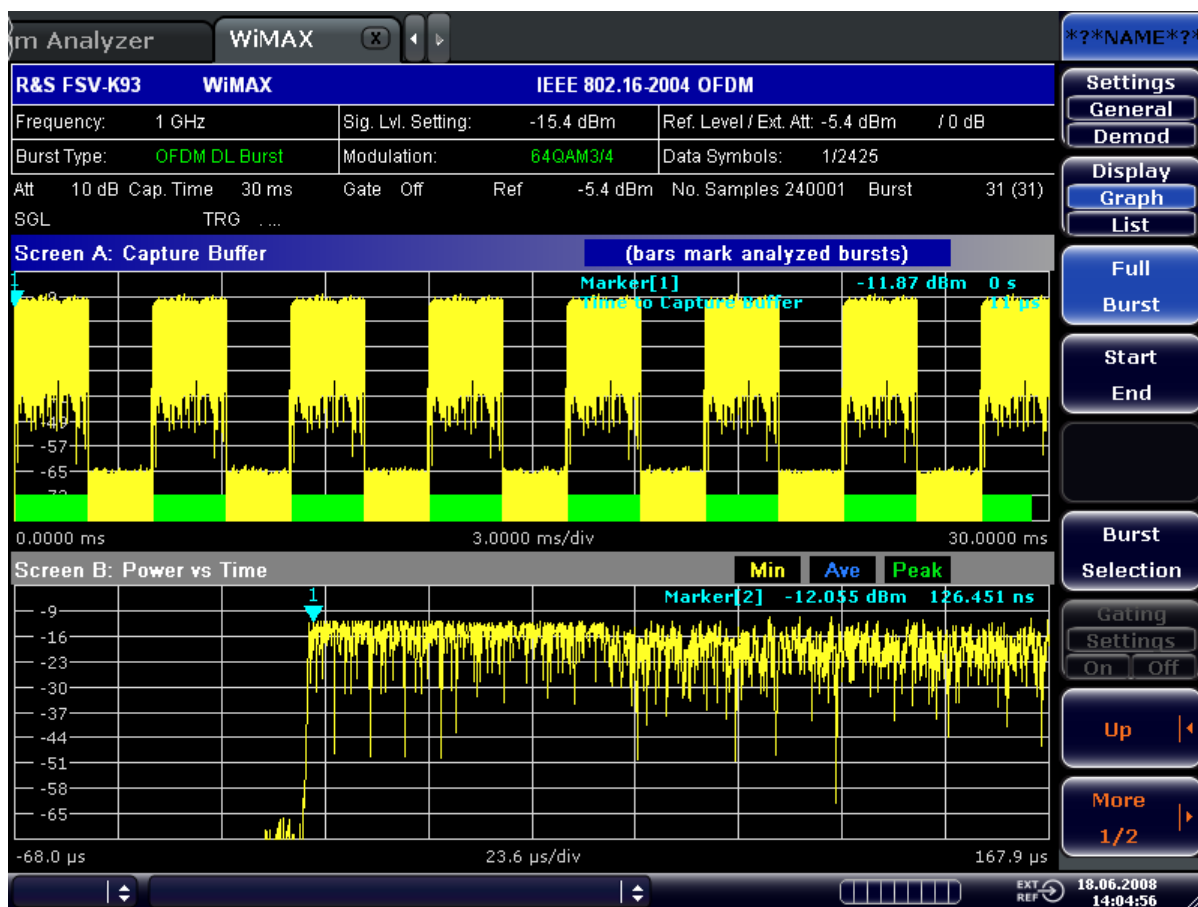 m Analyzer WiMAX X *?*NAME*?*
R&S FSV-K93 WiMAX IEEE 802.16-2004 OFDM
Frequency: 1 GHz Sig. Lvl. Setting: -15.4 dBm Ref. Level / Ext. Att: -5.4 dBm / 0 dB
Burst Type: OFDM DL Burst Modulation: 64QAM3/4 Data Symbols: 1/2425
Att 10 dB Cap. Time 30 ms Gate Off Ref -5.4 dBm No. Samples 240001 Burst 31 (31)
SGL TRG . ...
Screen A: Capture Buffer (bars mark analyzed bursts)
1 Marker[1] -11.87 dBm 0 s
Time to Capture Buffer 11 µs
-9
-49
-57
-65
-73
0.0000 ms 3.0000 ms/div 30.0000 ms
Screen B: Power vs Time Min Ave Peak
1 Marker[2] -12.055 dBm 126.451 ns
-9
-16
-23
-30
-37
-44
-51
-58
-65
-68.0 µs 23.6 µs/div 167.9 µs
Settings
General
Demod
Display
Graph
List
Full
Burst
Start
End
Burst
Selection
Gating
Settings
On Off
Up
More
1/2
EXT
REF
18.06.2008
14:04:56